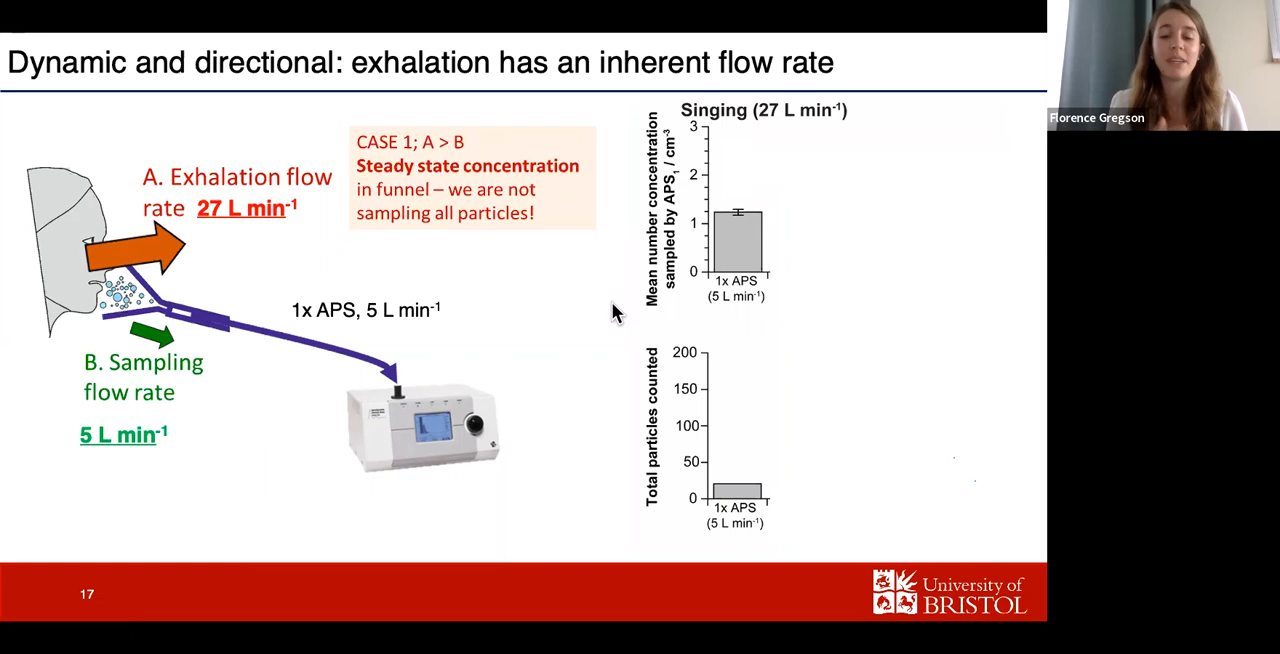 Dynamic and directional: exhalation has an inherent flow rate
Florence Gregson
A. Exhalation flow
rate 27 L min-1
CASE 1; A > B
Steady state concentration
in funnel – we are not
sampling all particles!
1x APS, 5 L min-1
B. Sampling
flow rate
5 L min-1
Singing (27 L min-1)
Mean number concentration
sampled by APS1 / cm-3
3
2
1
0
1x APS
(5 L min-1)
Total particles counted
200
150
100
50
0
1x APS
(5 L min-1)
17
University of
BRISTOL